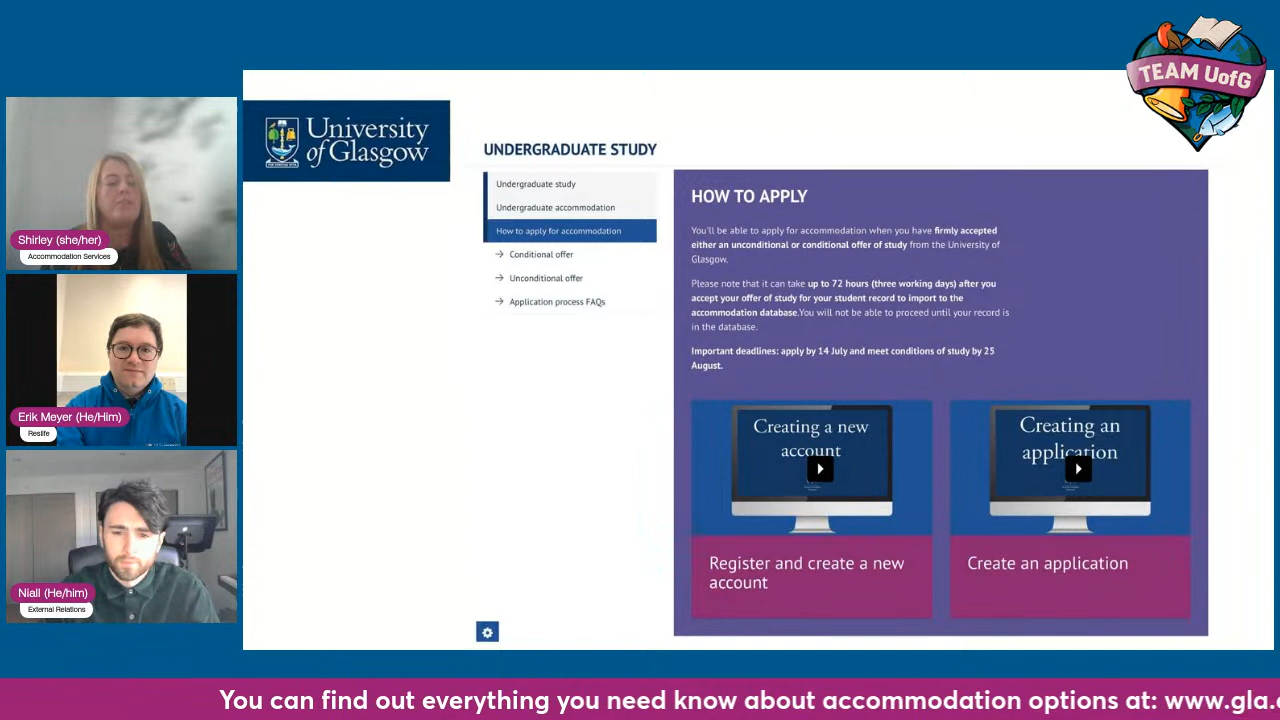 TEAM UofG
University
of Glasgow
UNDERGRADUATE STUDY
Undergraduate study
Undergraduate accommodation
How to apply for accommodation
→ Conditional offer
→ Unconditional offer
→ Application process FAQs
HOW TO APPLY
You'll be able to apply for accommodation when you have firmly accepted
either an unconditional or conditional offer of study from the University of
Glasgow.
Please note that it can take up to 72 hours (three working days) after you
accept your offer of study for your student record to import to the
accommodation database.You will not be able to proceed until your record is
in the database.
Important deadlines: apply by 14 July and meet conditions of study by 25
August.
Creating a new
account
Register and create a new
account
Creating an
application
Create an application
Shirley (she/her)
Accommodation Services
Erik Meyer (He/Him)
Reslife
Niall (He/him)
External Relations
You can find out everything you need know about accommodation options at: www.gla.